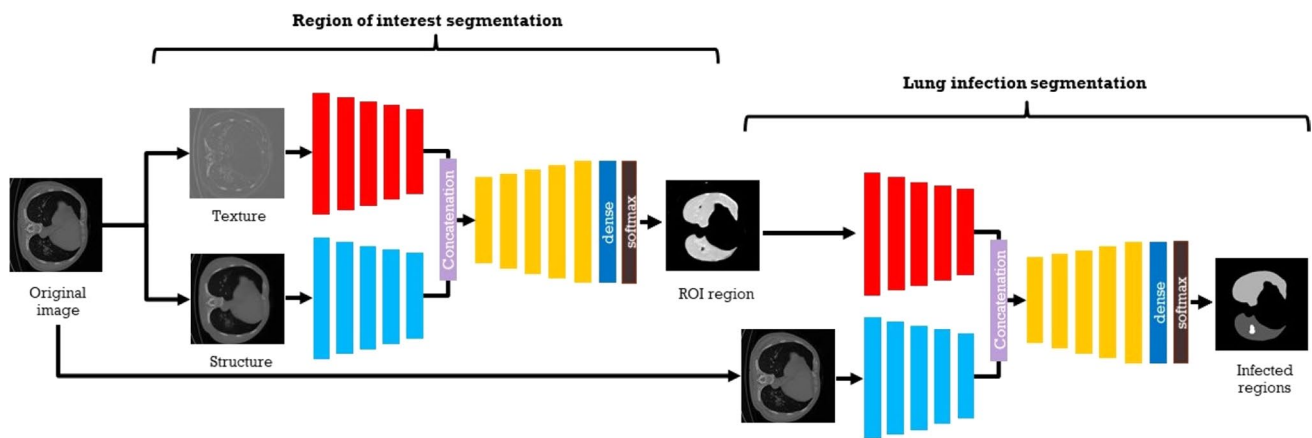 Region of interest segmentation
Lung infection segmentation
Texture
Concatenation
dense
softmax
Original
image
Structure
ROI region
Concatenation
dense
softmax
Infected
regions